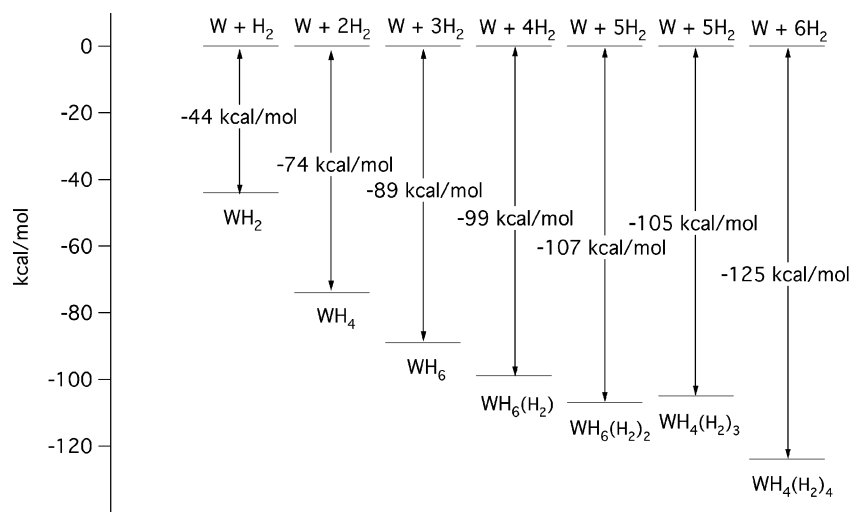 W + H₂ W + 2H₂ W + 3H₂ W + 4H₂ W + 5H₂ W + 5H₂ W + 6H₂
0
-20
-40
-60
-80
-100
-120
kcal/mol
-44 kcal/mol
-74 kcal/mol
-89 kcal/mol
-99 kcal/mol
-107 kcal/mol
-105 kcal/mol
-125 kcal/mol
WH₂
WH₄
WH₆
WH₆(H₂)
WH₆(H₂)₂
WH₄(H₂)₃
WH₄(H₂)₄